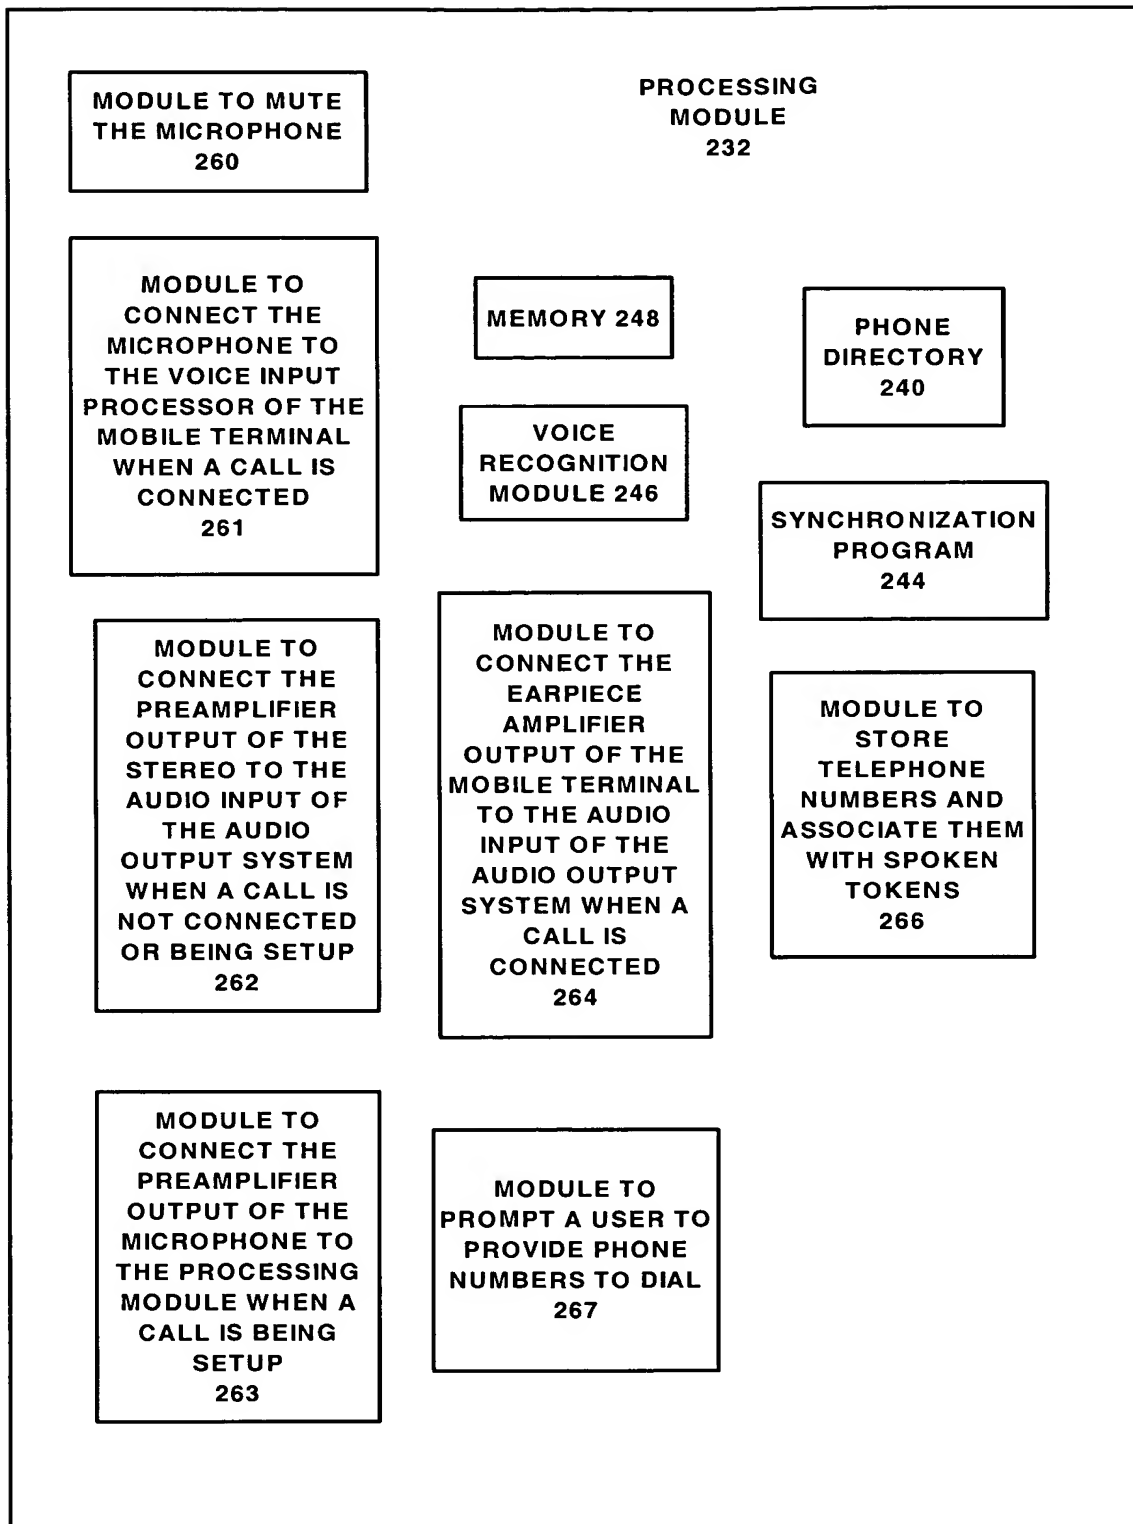 MODULE TO MUTE
THE MICROPHONE
260
PROCESSING
MODULE
232
MODULE TO
CONNECT THE
MICROPHONE TO
THE VOICE INPUT
PROCESSOR OF THE
MOBILE TERMINAL
WHEN A CALL IS
CONNECTED
261
MEMORY 248
PHONE
DIRECTORY
240
VOICE
RECOGNITION
MODULE 246
SYNCHRONIZATION
PROGRAM
244
MODULE TO
CONNECT THE
PREAMPLIFIER
OUTPUT OF THE
STEREO TO THE
AUDIO INPUT OF
THE AUDIO
OUTPUT SYSTEM
WHEN A CALL IS
NOT CONNECTED
OR BEING SETUP
262
MODULE TO
CONNECT THE
EARPIECE
AMPLIFIER
OUTPUT OF THE
MOBILE TERMINAL
TO THE AUDIO
INPUT OF THE
AUDIO OUTPUT
SYSTEM WHEN A
CALL IS
CONNECTED
264
MODULE TO
STORE
TELEPHONE
NUMBERS AND
ASSOCIATE THEM
WITH SPOKEN
TOKENS
266
MODULE TO
CONNECT THE
PREAMPLIFIER
OUTPUT OF THE
MICROPHONE TO
THE PROCESSING
MODULE WHEN A
CALL IS BEING
SETUP
263
MODULE TO
PROMPT A USER TO
PROVIDE PHONE
NUMBERS TO DIAL
267